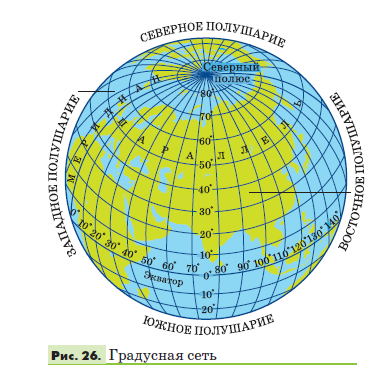 СЕВЕРНОЕ ПОЛУШАРИЕ
Северный
полюс
80°
70°
60°
50°
40°
30°
20°
10°
0°
10°
20°
МЕРИДИАН
ПАРАЛЛЕЛЬ
ЗАПАДНОЕ ПОЛУШАРИЕ
ВОСТОЧНОЕ ПОЛУШАРИЕ
0° 10° 20° 30° 40° 50° 60° 70° 80° 90° 100° 110° 120° 130° 140°
Экватор
ЮЖНОЕ ПОЛУШАРИЕ
Рис. 26. Градусная сеть